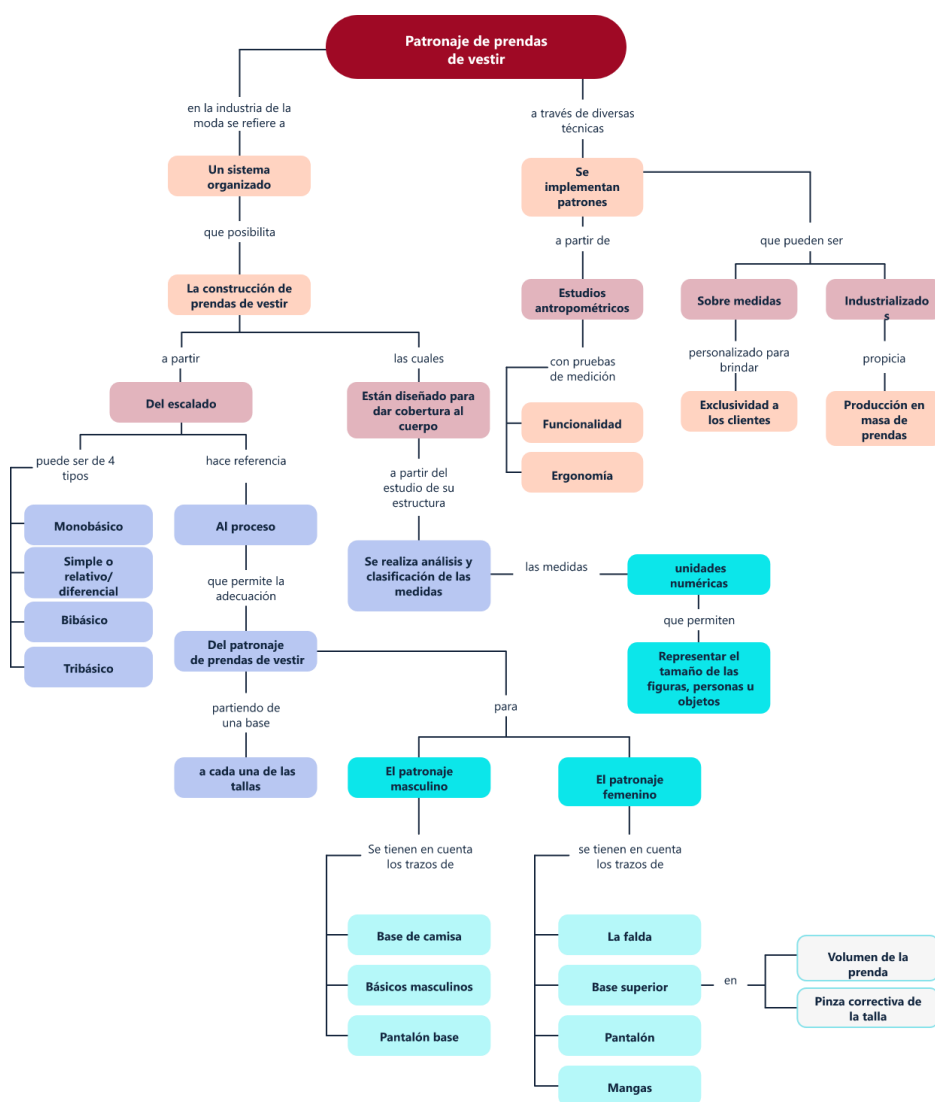 Patronaje de prendas
de vestir
en la industria de la
moda se refiere a
a través de diversas
técnicas
Un sistema
organizado
Se
implementan
patrones
que posibilita
a partir de
que pueden ser
La construcción de
prendas de vestir
Estudios
antropométricos
Sobre medidas
Industrializado
s
a partir
las cuales
con pruebas
de medición
personalizado para
brindar
propicia
Del escalado
Están diseñado para
dar cobertura al
cuerpo
Exclusividad a
los clientes
Producción en
masa de
prendas
Funcionalidad
Ergonomía
puede ser de 4
tipos
hace referencia
a partir del
estudio de su
estructura
Monobásico
Simple o
relativo/
diferencial
Bibásico
Tribásico
Al proceso
que permite la
adecuación
Se realiza análisis y
clasificación de las
medidas
las medidas
unidades
numéricas
que permiten
Representar el
tamaño de las
figuras, personas u
objetos
Del patronaje
de prendas de vestir
partiendo de
una base
para
a cada una de las
tallas
El patronaje
masculino
El patronaje
femenino
Se tienen en cuenta
los trazos de
se tienen en cuenta
los trazos de
Base de camisa
Básicos masculinos
Pantalón base
La falda
Base superior
en
Volumen de la
prenda
Pinza correctiva de
la talla
Pantalón
Mangas